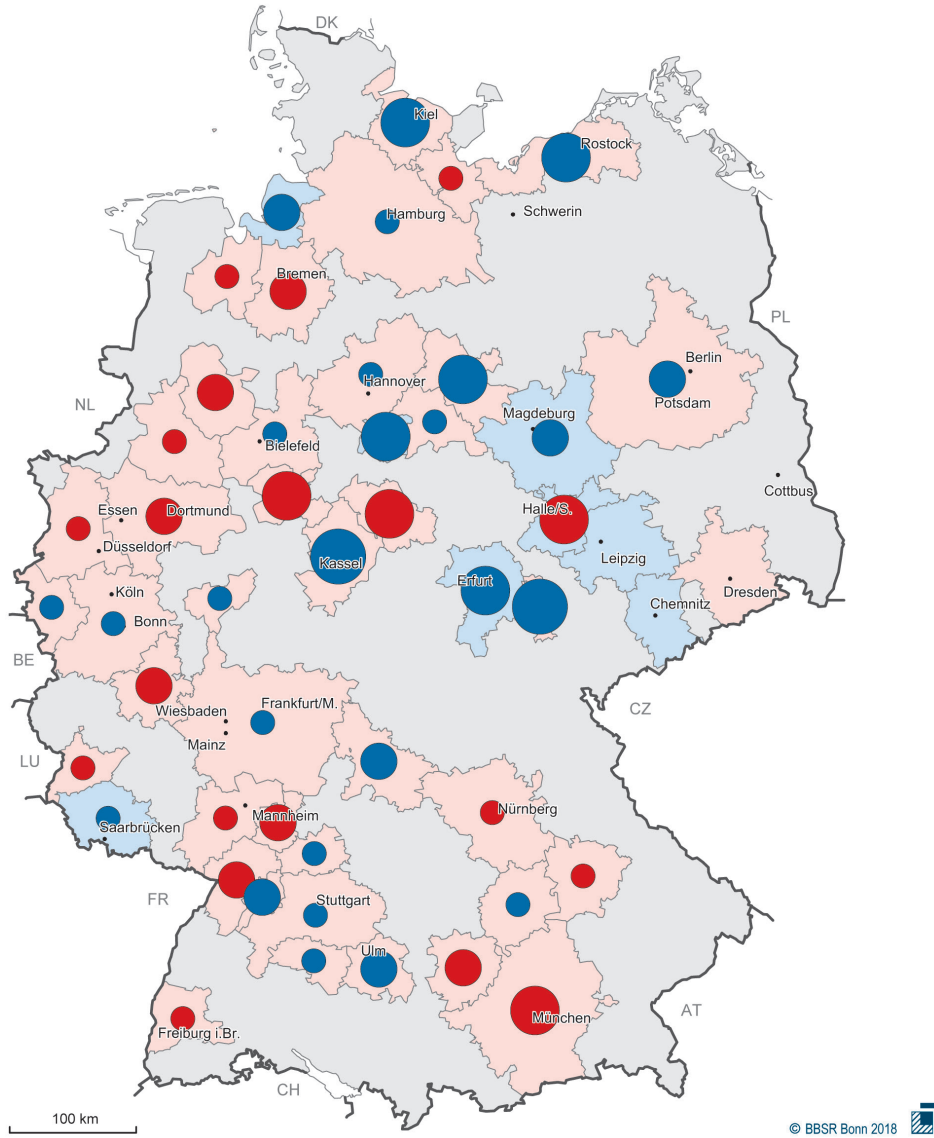 DK
Kiel
Rostock
Hamburg
Schwerin
Bremen
PL
Berlin
Hannover
Potsdam
NL
Magdeburg
Bielefeld
Cottbus
Essen
Dortmund
Halle/S.
Düsseldorf
Leipzig
Kassel
Erfurt
Köln
Dresden
Chemnitz
Bonn
BE
Wiesbaden
Frankfurt/M.
CZ
Mainz
LU
Nürnberg
Mannheim
Saarbrücken
FR
Stuttgart
Ulm
AT
München
Freiburg i.Br.
CH
100 km
© BBSR Bonn 2018